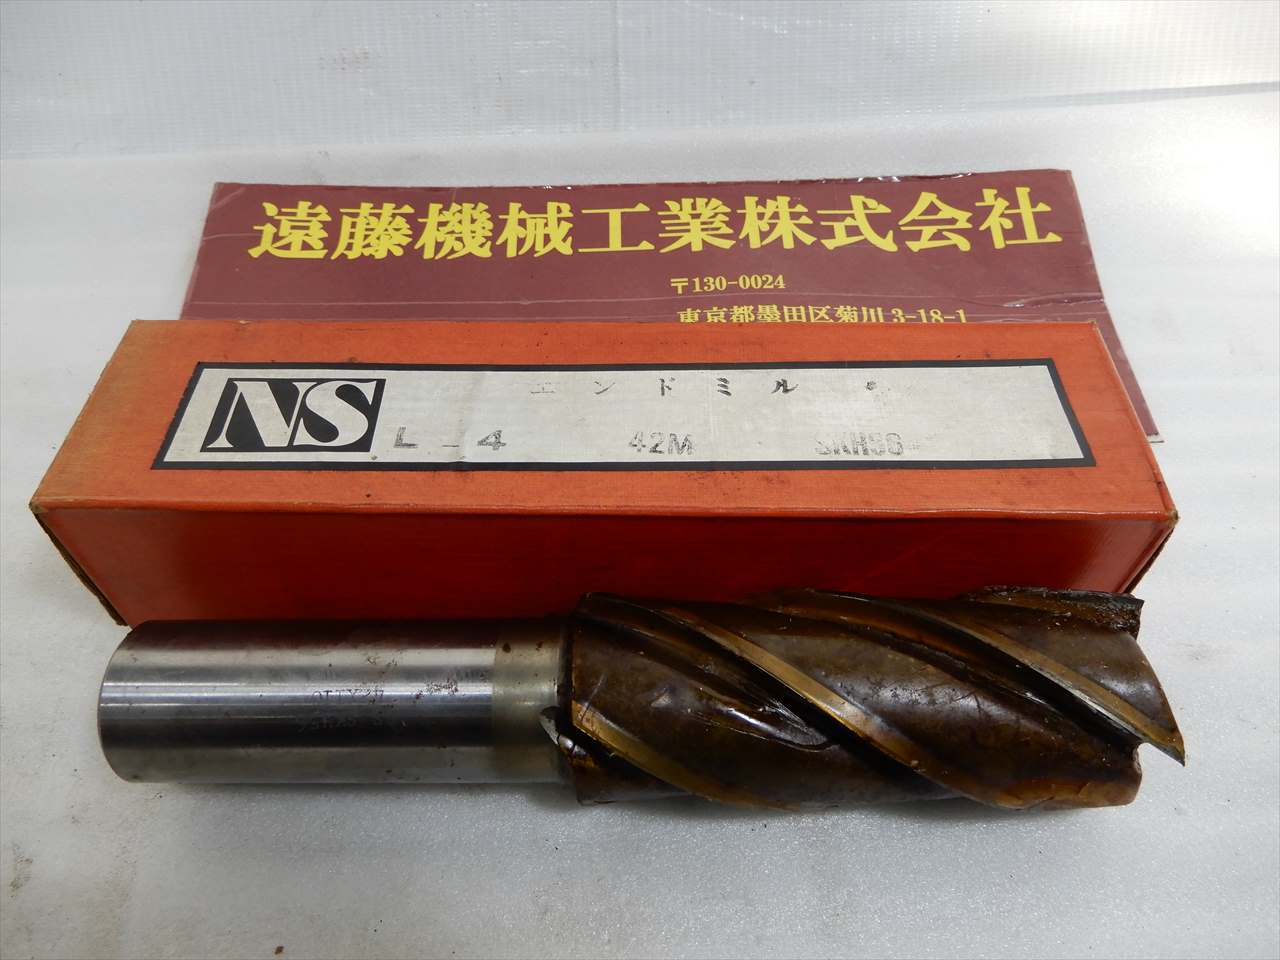 遠藤機械工業株式会社
〒130-0024
東京都墨田区菊川 3-18-1
NS
エンドミル
L-4 42M SKH56